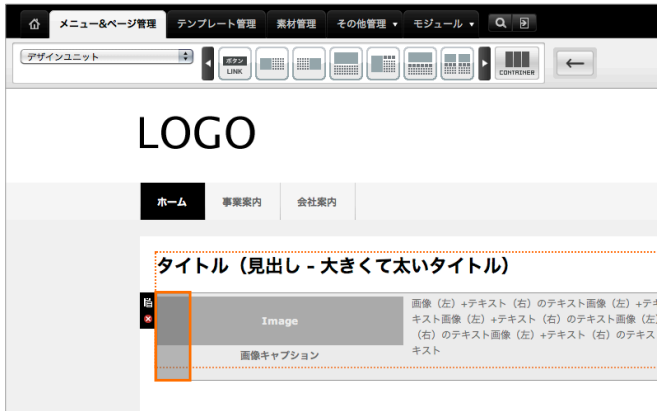 メニュー&ページ管理 テンプレート管理 素材管理 その他管理 ▼ モジュール ▼
デザインユニット ボタン LINK CONTAINER ←
LOGO
ホーム 事業案内 会社案内
タイトル（見出し - 大きくて太いタイトル）
Image
画像キャプション
画像（左）+テキスト（右）のテキスト画像（左）+テキ
キスト画像（左）+テキスト（右）のテキスト画像（左）
（右）のテキスト画像（左）+テキスト（右）のテキス
キスト